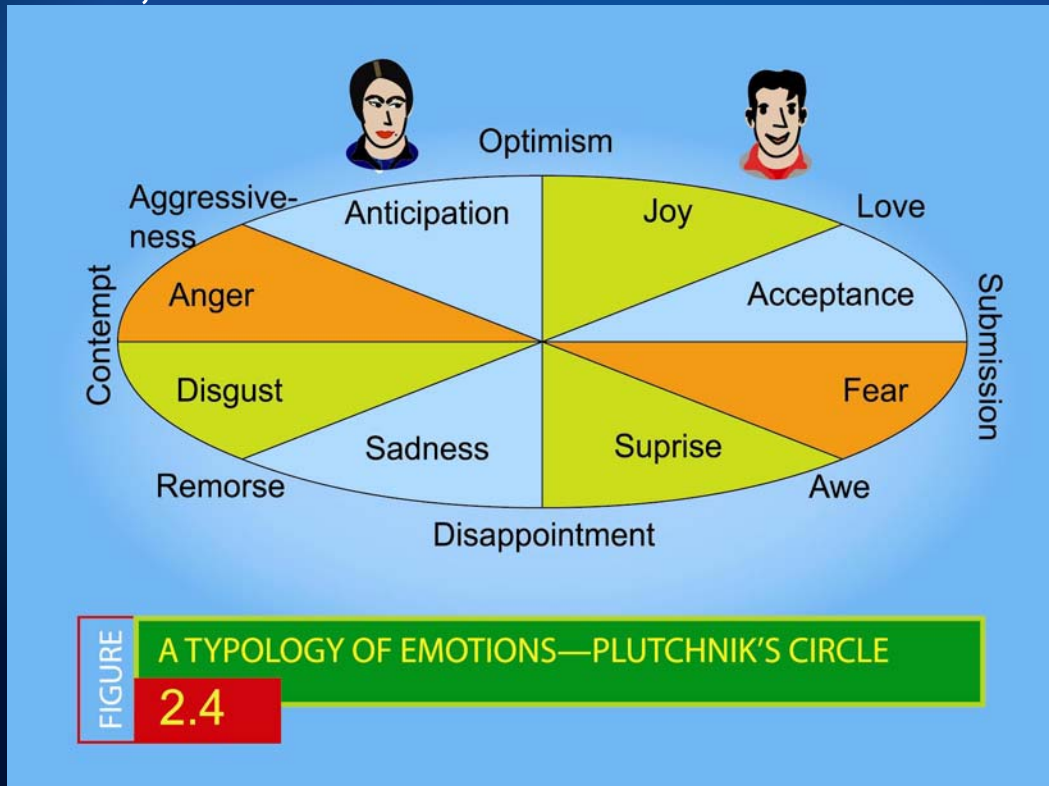 Optimism
Aggressive-
ness
Anticipation
Joy
Love
Contempt
Anger
Acceptance
Submission
Disgust
Fear
Sadness
Suprise
Remorse
Awe
Disappointment
FIGURE
2.4
A TYPOLOGY OF EMOTIONS—PLUTCHNIK'S CIRCLE